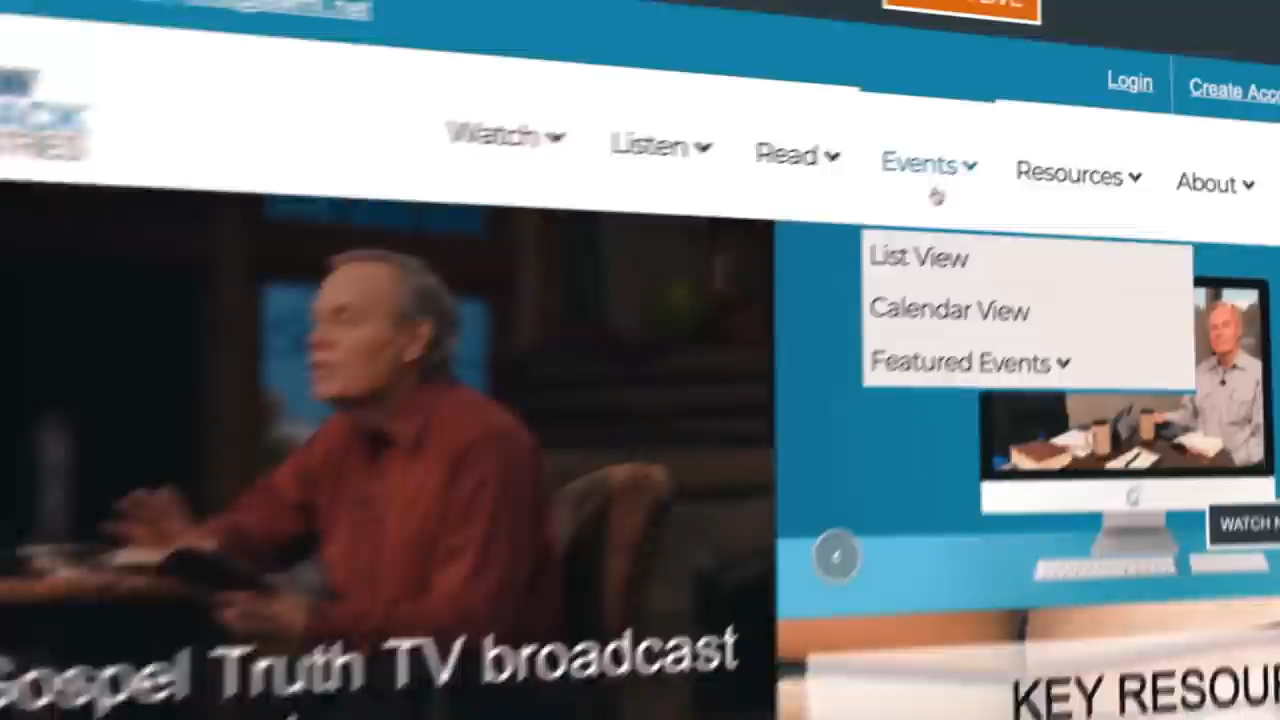 Login
Create Acc
Watch
Listen
Read
Events
Resources
About
List View
Calendar View
Featured Events
WATCH
Gospel Truth TV broadcast
KEY RESOU